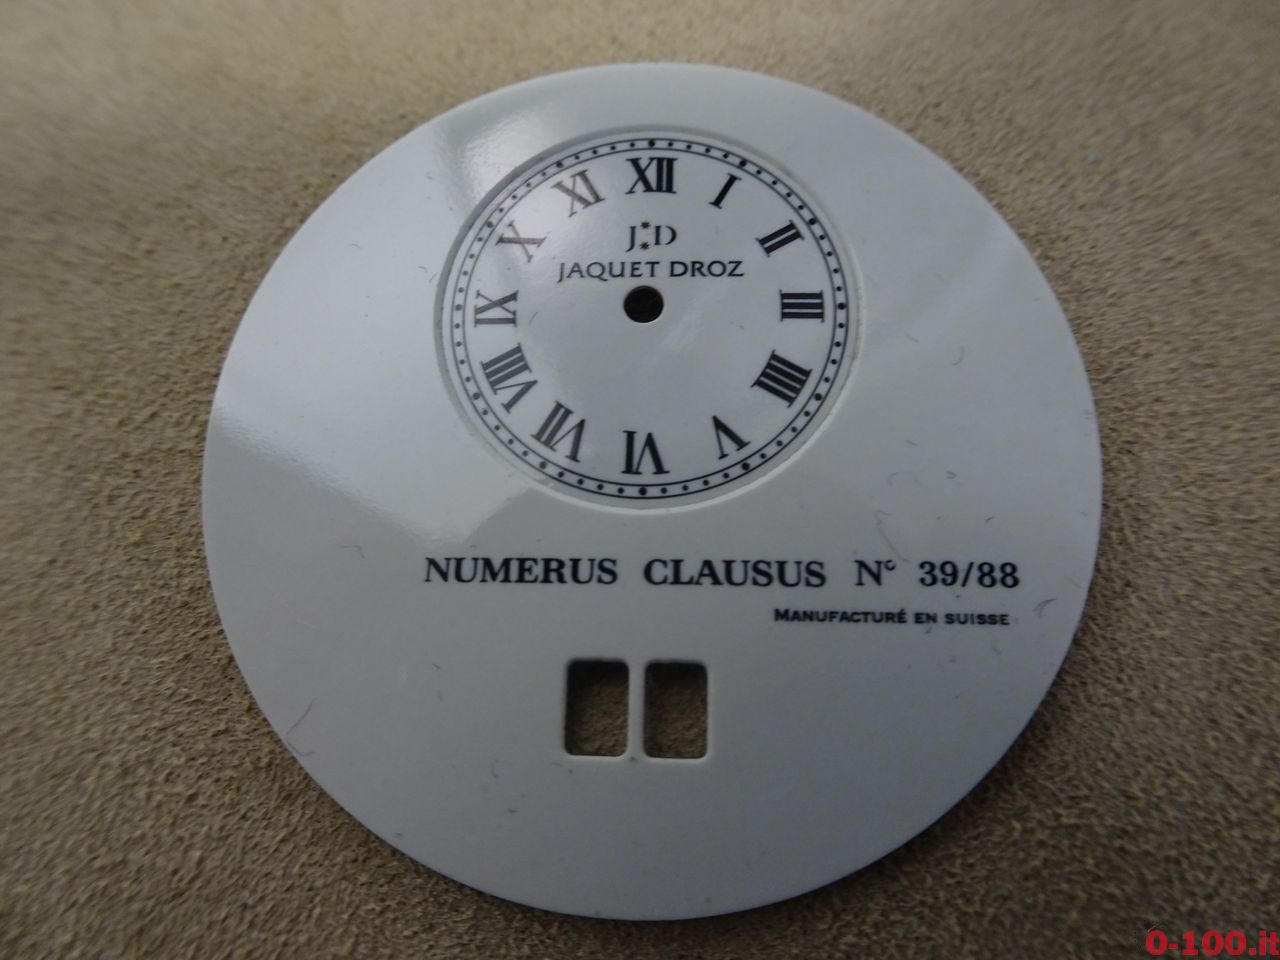 XII
XI I
X II
J D
JAQUET DROZ
IX III
VIII IIII
VII V
VI
NUMERUS CLAUSUS N° 39/88
MANUFACTURÉ EN SUISSE
0-100.it